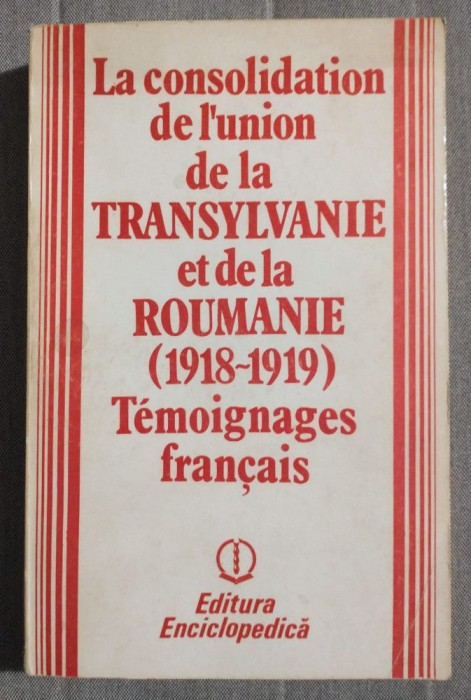 La consolidation
de l'union
de la
TRANSYLVANIE
et de la
ROUMANIE
(1918-1919)
Témoignages
français
Editura
Enciclopedică